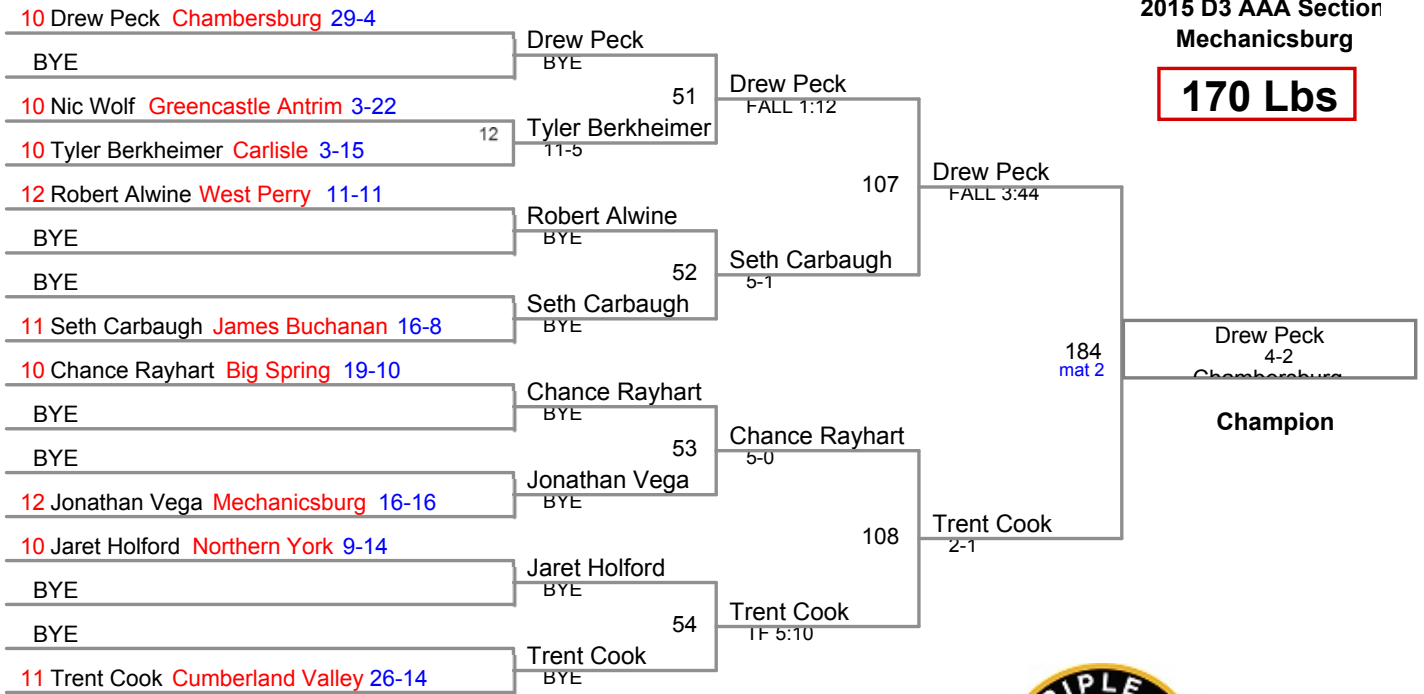 2015 D3 AAA Section
Mechanicsburg
170 Lbs
10 Drew Peck Chambersburg 29-4
BYE
10 Nic Wolf Greencastle Antrim 3-22
10 Tyler Berkheimer Carlisle 3-15
12 Robert Alwine West Perry 11-11
BYE
BYE
11 Seth Carbaugh James Buchanan 16-8
10 Chance Rayhart Big Spring 19-10
BYE
BYE
12 Jonathan Vega Mechanicsburg 16-16
10 Jaret Holford Northern York 9-14
BYE
BYE
11 Trent Cook Cumberland Valley 26-14
Drew Peck
BYE
12
Tyler Berkheimer
11-5
Robert Alwine
BYE
Seth Carbaugh
BYE
Chance Rayhart
BYE
Jonathan Vega
BYE
Jaret Holford
BYE
Trent Cook
BYE
51
Drew Peck
FALL 1:12
52
Seth Carbaugh
5-1
53
Chance Rayhart
5-0
54
Trent Cook
TF 5:10
107
Drew Peck
FALL 3:44
108
Trent Cook
2-1
184
mat 2
Drew Peck
4-2
Chambersburg
Champion